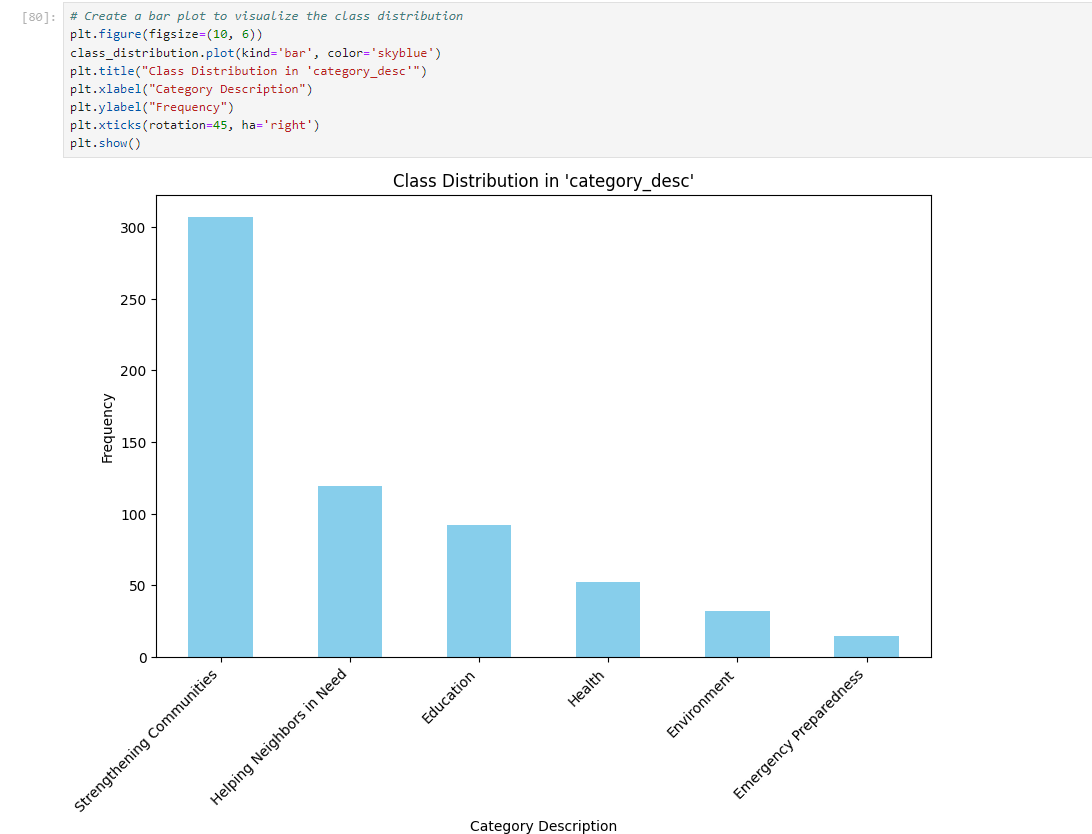 [80]:
# Create a bar plot to visualize the class distribution
plt.figure(figsize=(10, 6))
class_distribution.plot(kind='bar', color='skyblue')
plt.title("Class Distribution in 'category_desc'")
plt.xlabel("Category Description")
plt.ylabel("Frequency")
plt.xticks(rotation=45, ha='right')
plt.show()
Class Distribution in 'category_desc'
300
250
200
150
100
50
0
Frequency
Strengthening Communities
Helping Neighbors in Need
Education
Health
Environment
Emergency Preparedness
Category Description